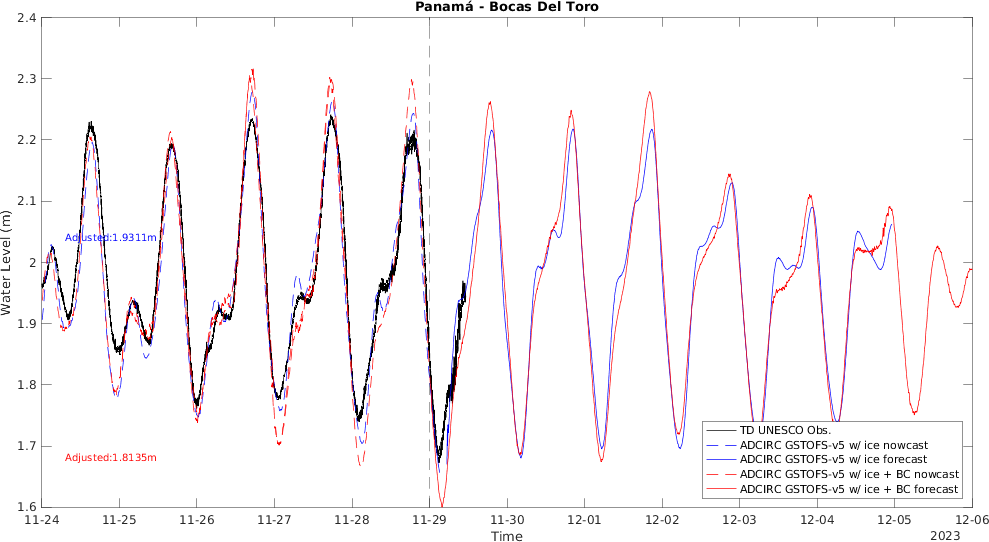 Panamá - Bocas Del Toro
2.4
2.3
2.2
2.1
2
1.9
1.8
1.7
1.6
Water Level (m)
Adjusted:1.9311m
Adjusted:1.8135m
TD UNESCO Obs.
ADCIRC GSTOFS-v5 w/ ice nowcast
ADCIRC GSTOFS-v5 w/ ice forecast
ADCIRC GSTOFS-v5 w/ ice + BC nowcast
ADCIRC GSTOFS-v5 w/ ice + BC forecast
11-24 11-25 11-26 11-27 11-28 11-29 11-30 12-01 12-02 12-03 12-04 12-05 12-06
Time
2023